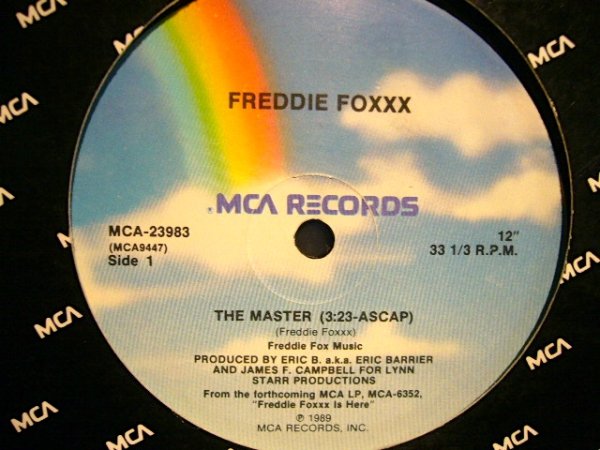 FREDDIE FOXXX
MCA RECORDS
MCA-23983
(MCA9447)
Side 1
12"
33 1/3 R.P.M.
THE MASTER (3:23-ASCAP)
(Freddie Foxxx)
Freddie Fox Music
PRODUCED BY ERIC B. a.k.a. ERIC BARRIER
AND JAMES F. CAMPBELL FOR LYNN
STARR PRODUCTIONS
From the forthcoming MCA LP, MCA-6352,
"Freddie Foxxx Is Here"
℗ 1989
MCA RECORDS, INC.
MCA
MCA
MCA
MCA
MCA
MCA
MCA
MCA
MCA